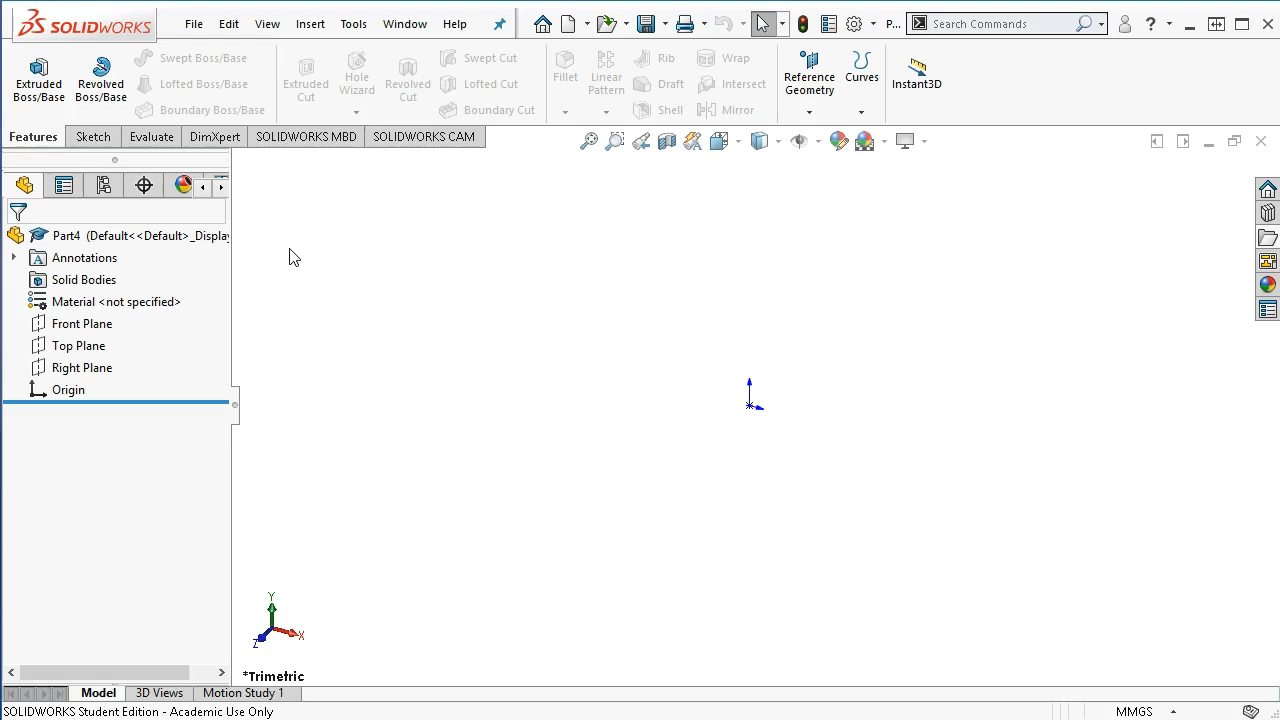 SOLIDWORKS File Edit View Insert Tools Window Help P... Search Commands ?
Extruded Boss/Base
Revolved Boss/Base
Swept Boss/Base
Lofted Boss/Base
Boundary Boss/Base
Extruded Cut
Hole Wizard
Revolved Cut
Swept Cut
Lofted Cut
Boundary Cut
Fillet
Linear Pattern
Rib
Draft
Shell
Wrap
Intersect
Mirror
Reference Geometry
Curves
Instant3D
Features Sketch Evaluate DimXpert SOLIDWORKS MBD SOLIDWORKS CAM
Part4 (Default<<Default>_Displa
Annotations
Solid Bodies
Material <not specified>
Front Plane
Top Plane
Right Plane
Origin
Y
X
Z
*Trimetric
Model 3D Views Motion Study 1
SOLIDWORKS Student Edition - Academic Use Only MMGS